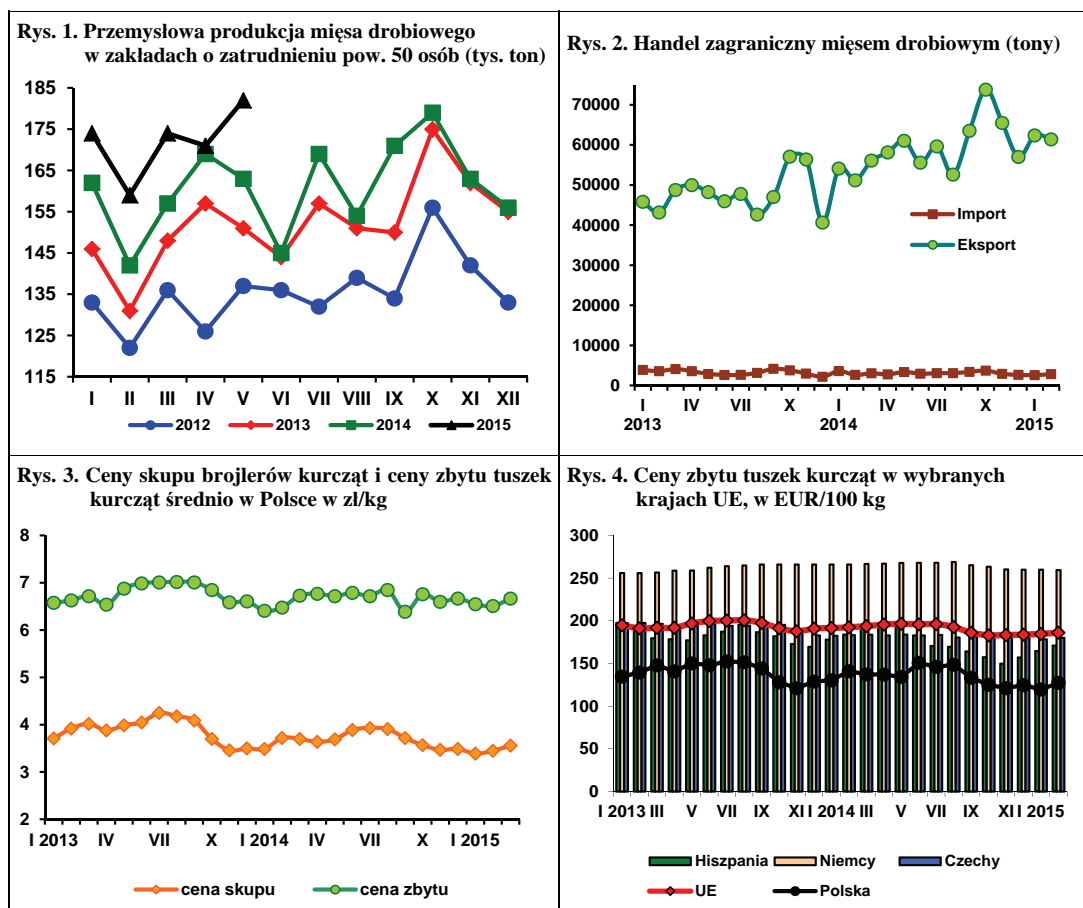 Rys. 1. Przemysłowa produkcja mięsa drobiowego
w zakładach o zatrudnieniu pow. 50 osób (tys. ton)
185
175
165
155
145
135
125
115
I II III IV V VI VII VIII IX X XI XII
2012 2013 2014 2015
Rys. 2. Handel zagraniczny mięsem drobiowym (tony)
80000
70000
60000
50000
40000
30000
20000
10000
0
Import
Eksport
I IV VII X I IV VII X I
2013 2014 2015
Rys. 3. Ceny skupu brojlerów kurcząt i ceny zbytu tuszek
kurcząt średnio w Polsce w zł/kg
8
7
6
5
4
3
2
I 2013 IV VII X I 2014 IV VII X I 2015
cena skupu cena zbytu
Rys. 4. Ceny zbytu tuszek kurcząt w wybranych
krajach UE, w EUR/100 kg
300
250
200
150
100
50
0
I 2013 III V VII IX XI I 2014 III V VII IX XI I 2015
Hiszpania Niemcy Czechy
UE Polska